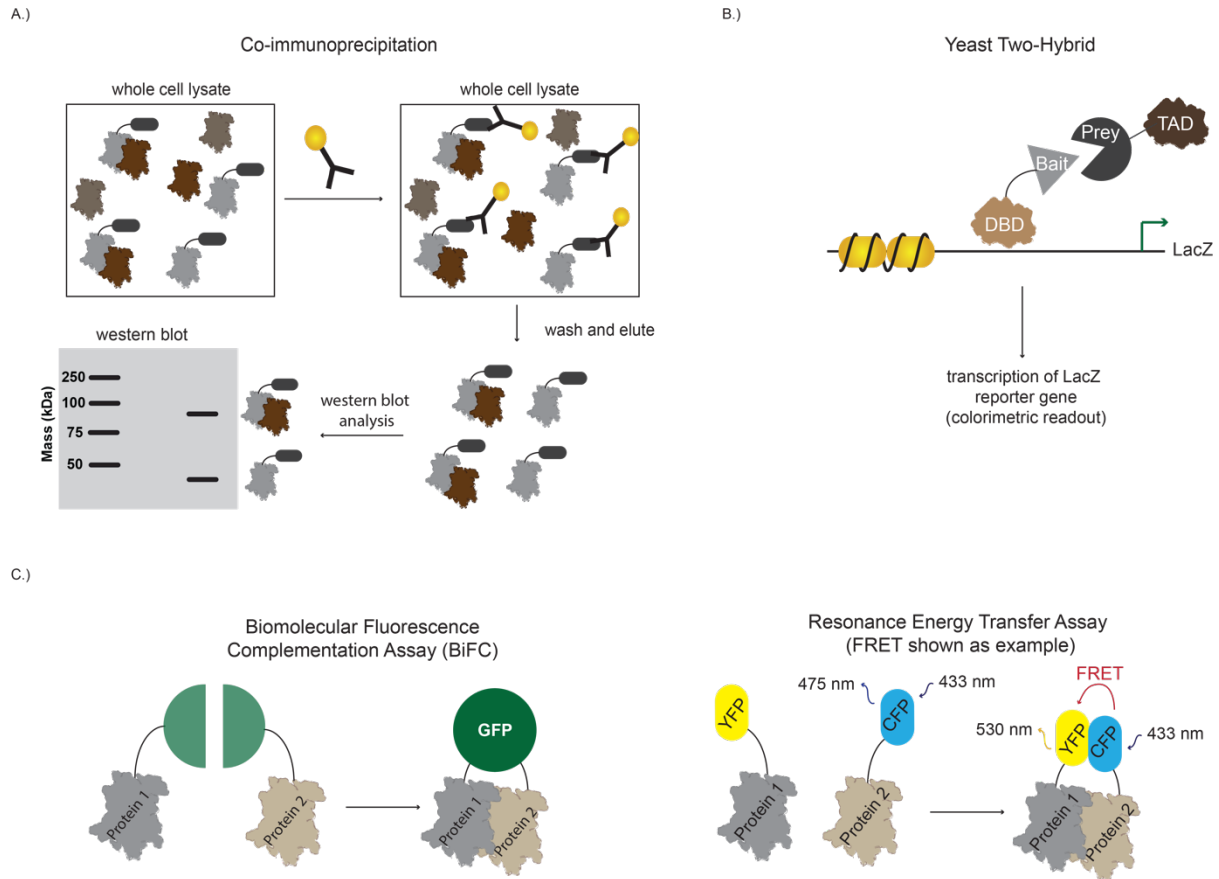 A.)
Co-immunoprecipitation
whole cell lysate
whole cell lysate
wash and elute
western blot
Mass (kDa)
250
100
75
50
western blot
analysis
B.)
Yeast Two-Hybrid
TAD
Prey
Bait
DBD
LacZ
transcription of LacZ
reporter gene
(colorimetric readout)
C.)
Biomolecular Fluorescence
Complementation Assay (BiFC)
Protein 1
Protein 2
GFP
Protein 1
Protein 2
Resonance Energy Transfer Assay
(FRET shown as example)
YFP
475 nm
433 nm
CFP
Protein 1
Protein 2
FRET
530 nm
YFP
CFP
433 nm
Protein 1
Protein 2